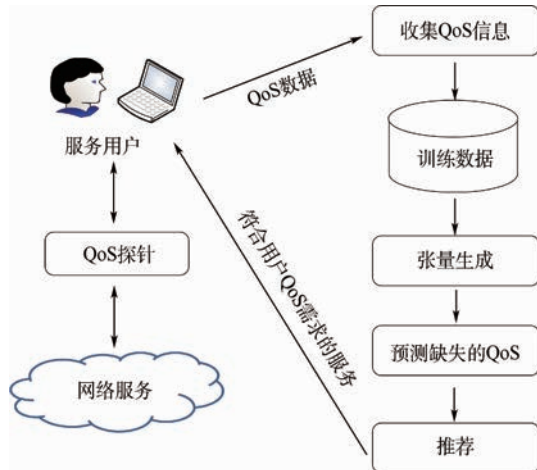 收集QoS信息
QoS数据
服务用户
训练数据
QoS探针
符合用户QoS需求的服务
张量生成
预测缺失的QoS
网络服务
推荐